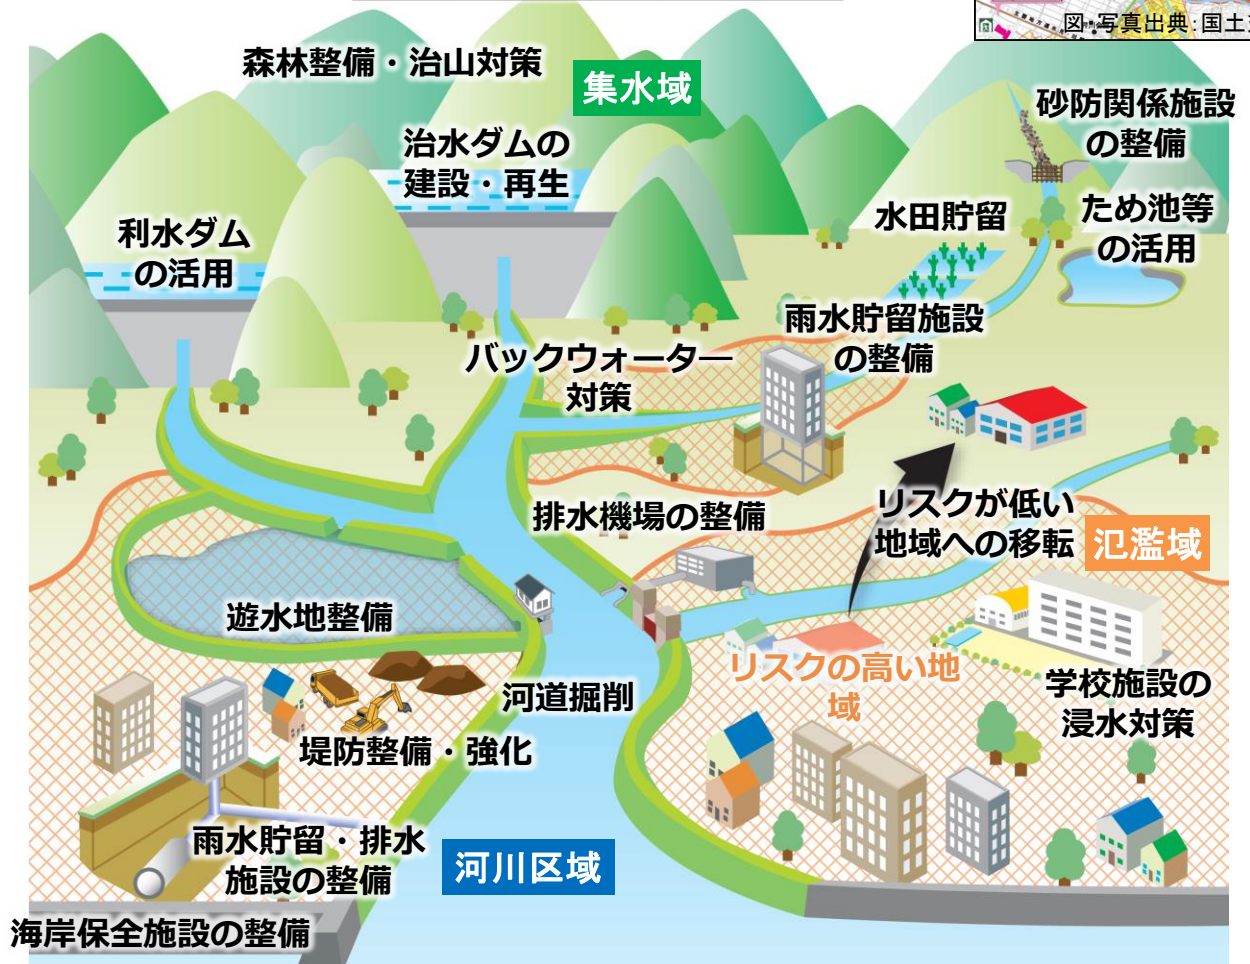 図・写真出典:国土
森林整備・治山対策
集水域
砂防関係施設
の整備
治水ダムの
建設・再生
水田貯留
ため池等
の活用
利水ダム
の活用
雨水貯留施設
の整備
バックウォーター
対策
排水機場の整備
リスクが低い
地域への移転
氾濫域
遊水地整備
リスクの高い地
域
学校施設の
浸水対策
河道掘削
堤防整備・強化
雨水貯留・排水
施設の整備
河川区域
海岸保全施設の整備